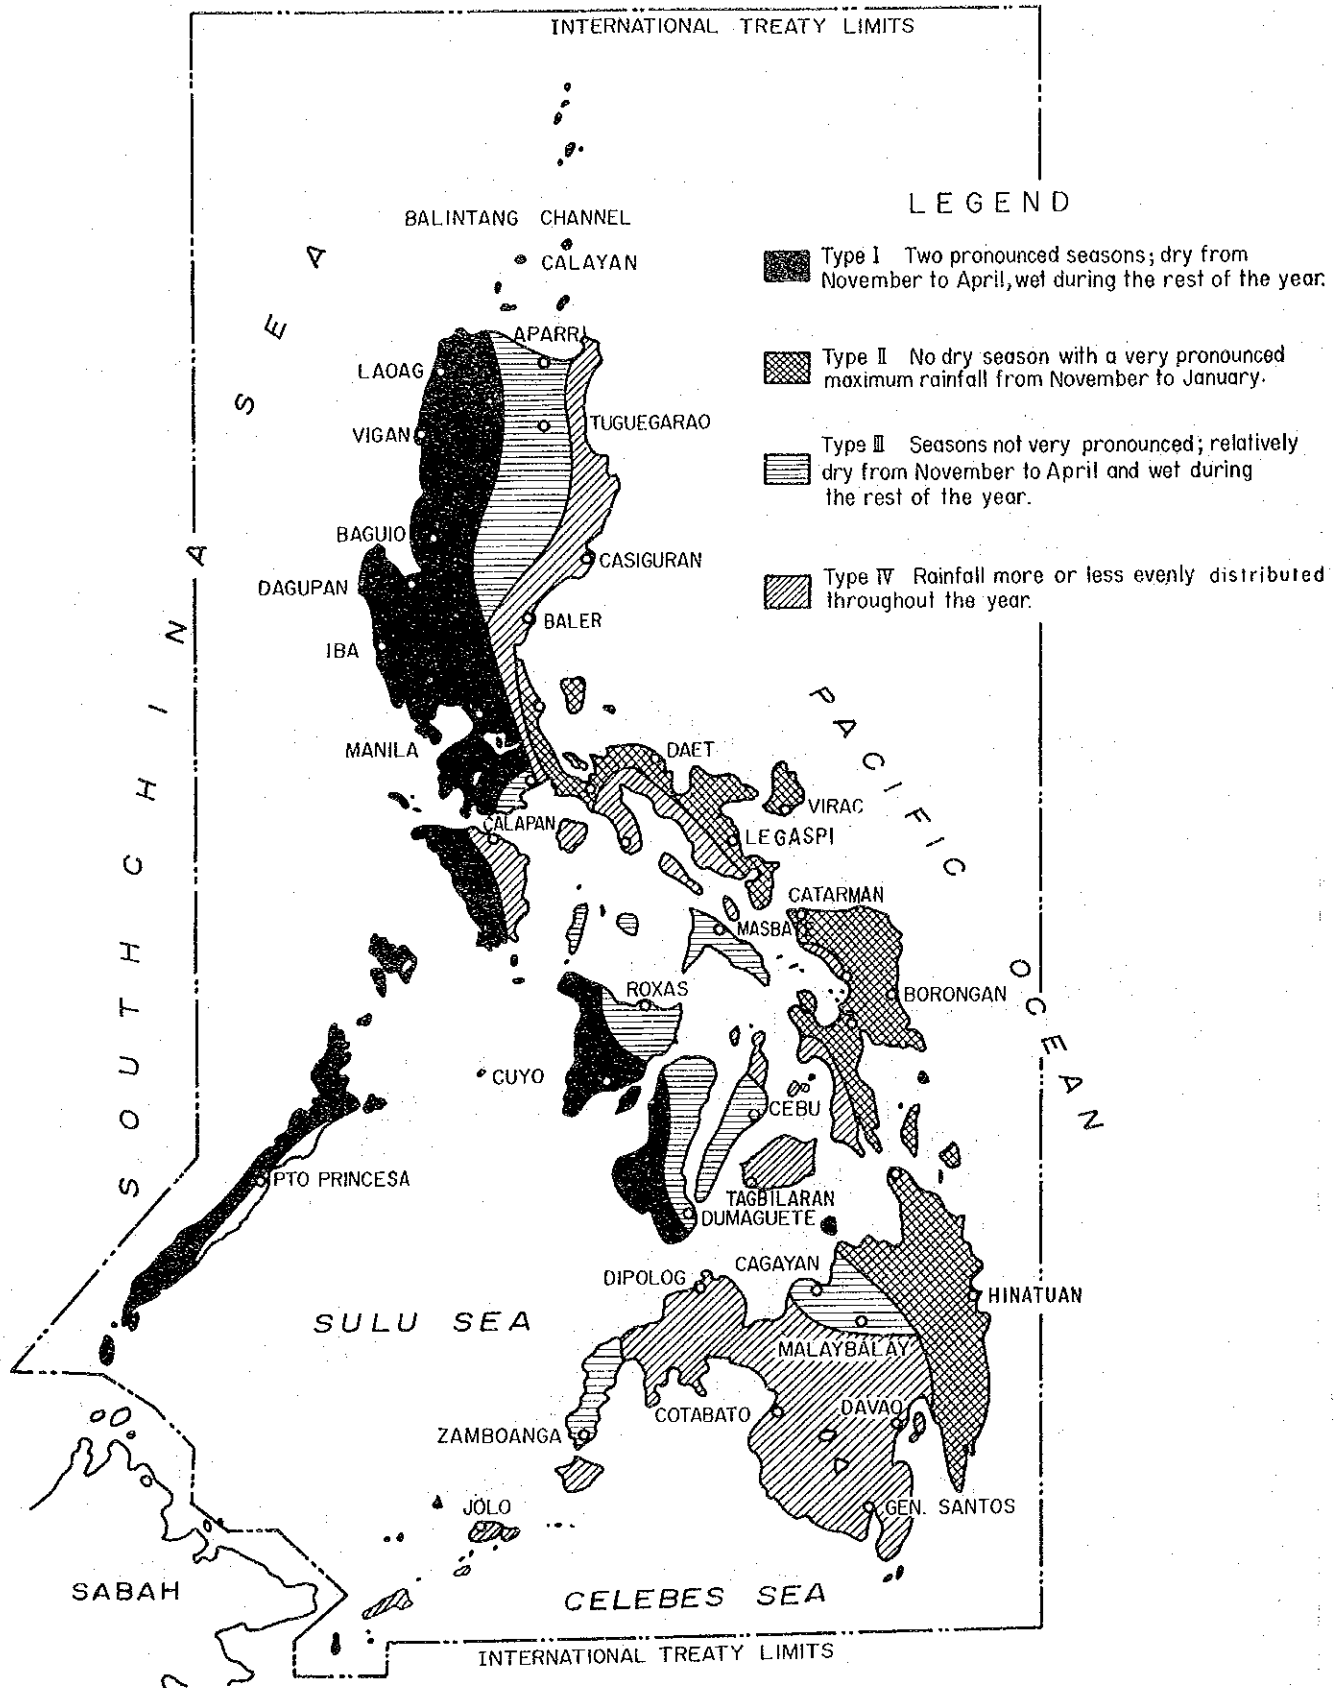 INTERNATIONAL TREATY LIMITS
LEGEND
BALINTANG CHANNEL
CALAYAN
Type I Two pronounced seasons; dry from
November to April, wet during the rest of the year.
APARRI
LAOAG
Type II No dry season with a very pronounced
maximum rainfall from November to January.
VIGAN
TUGUEGARAO
Type III Seasons not very pronounced; relatively
dry from November to April and wet during
the rest of the year.
BAGUIO
CASIGURAN
DAGUPAN
Type IV Rainfall more or less evenly distributed
throughout the year.
BALER
IBA
SOUTH CHINA SEA
PACIFIC OCEAN
MANILA
DAET
VIRAC
CALAPAN
LEGASPI
CATARMAN
MASBATE
ROXAS
BORONGAN
CUYO
CEBU
PTO PRINCESA
TAGBILARAN
DUMAGUETE
CAGAYAN
DIPOLOG
HINATUAN
SULU SEA
MALAYBALAY
COTABATO
DAVAO
ZAMBOANGA
JOLO
GEN. SANTOS
SABAH
CELEBES SEA
INTERNATIONAL TREATY LIMITS